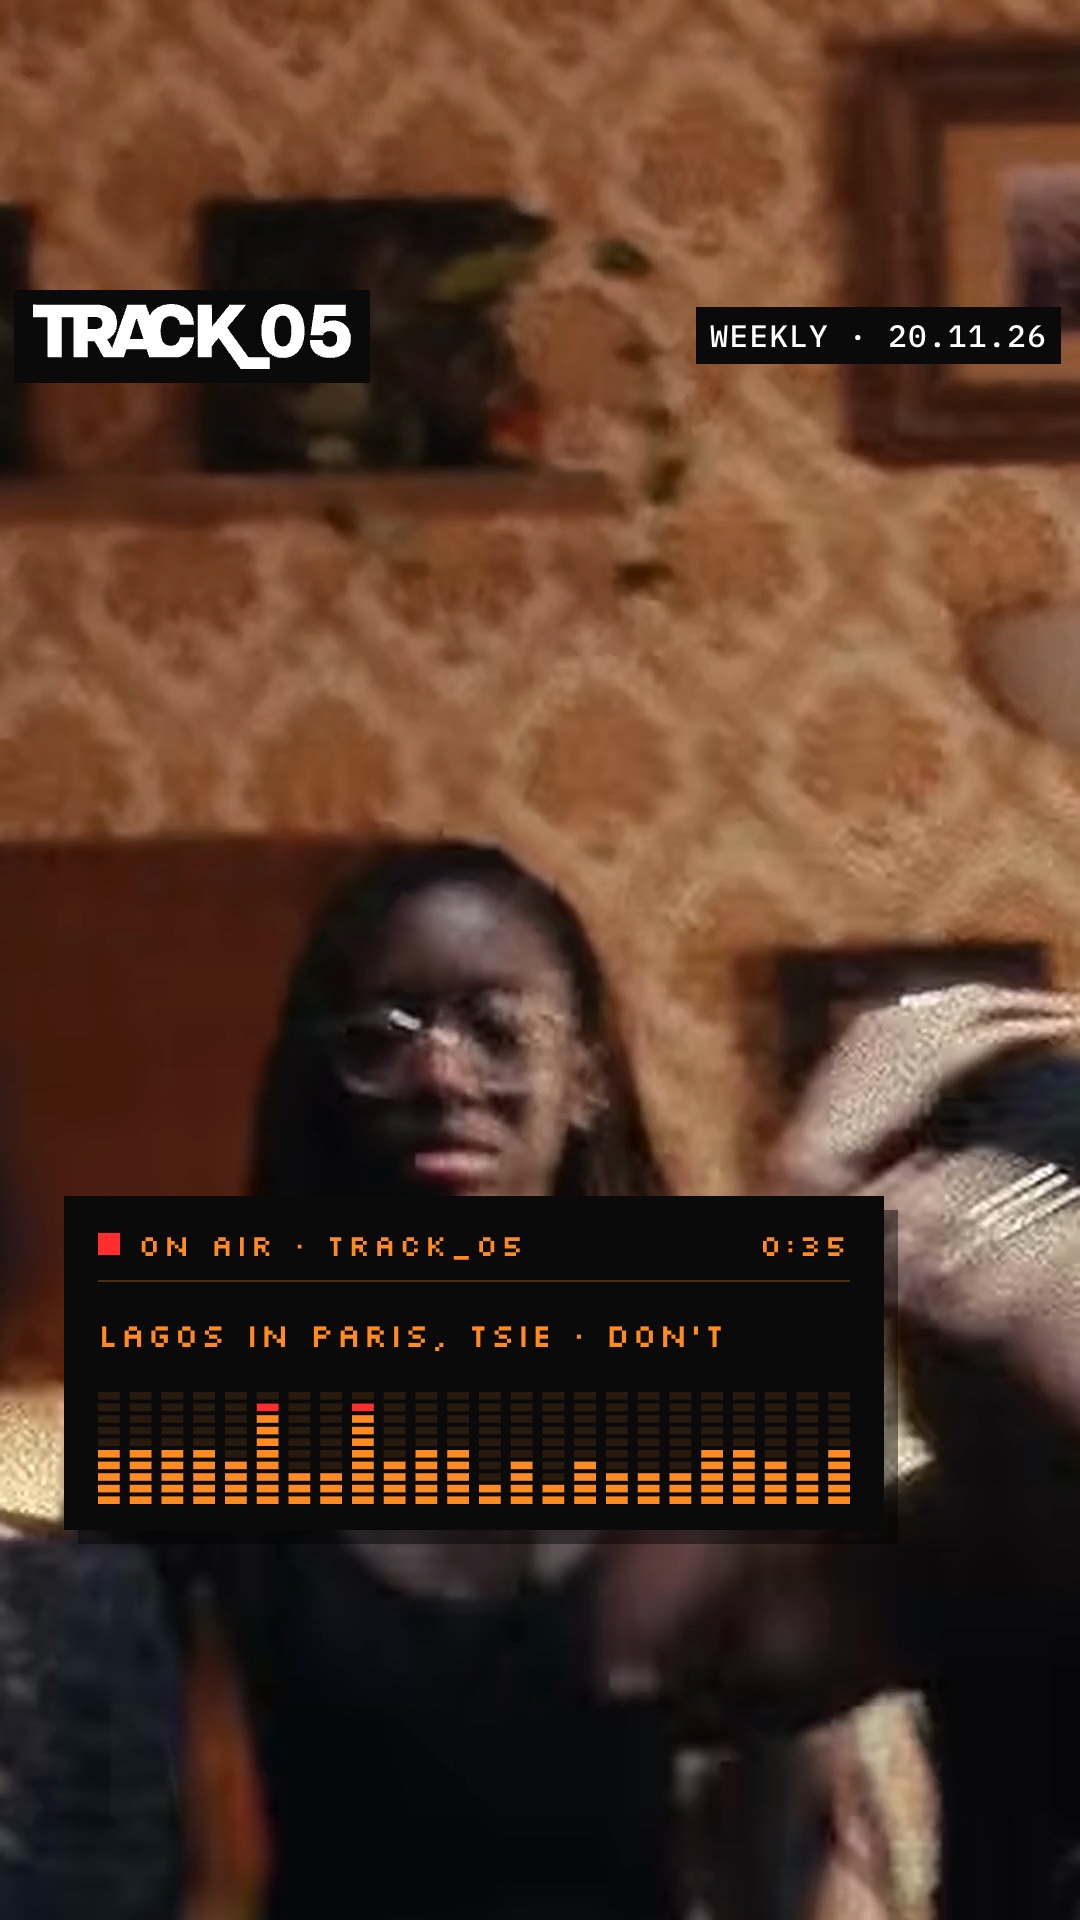 TRACK_05
WEEKLY · 20.11.26
ON AIR · TRACK_05 0:35
LAGOS IN PARIS, TSIE · DON'T